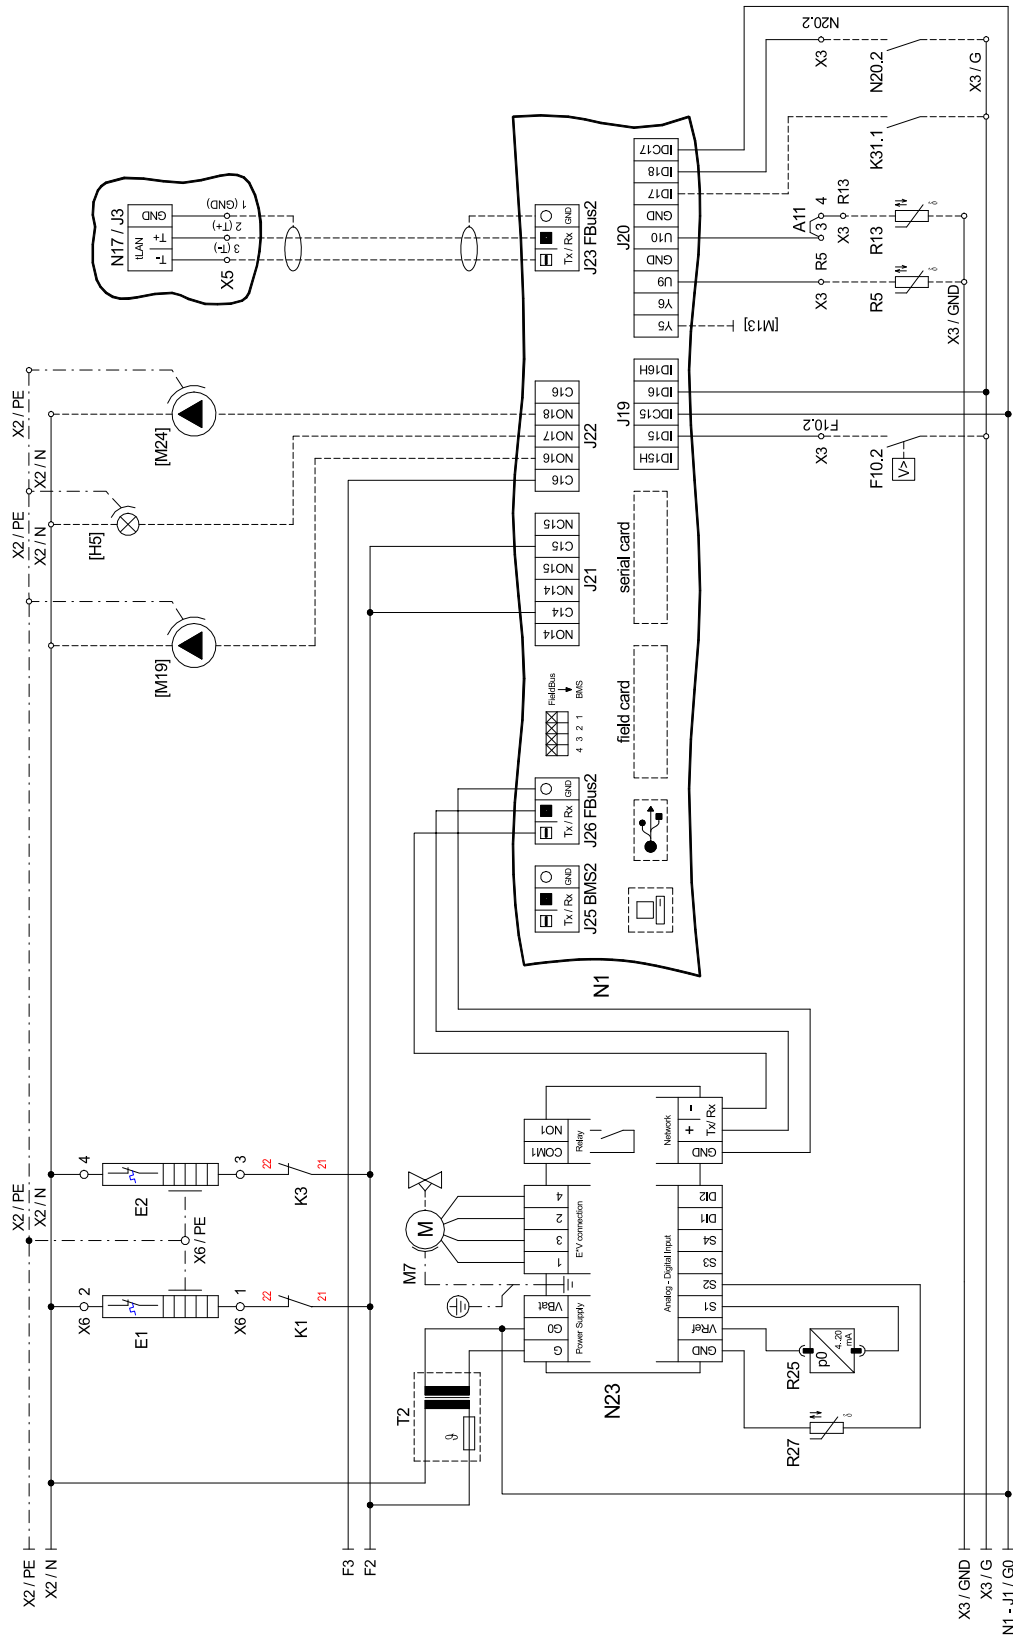 X2 / PE
X2 / N
F3
F2
X3 / GND
X3 / G
N1 - J1 / G0
X2 / PE
X2 / N
X6 2
E1
X6 1
22
21
K1
4
E2
3
22
21
K3
X6 / PE
T2
ϑ
M7
M
N23
G
G0
VBat
Power Supply
1
3
2
4
E*V connection
COM1
NO1
Relay
GND
VRef
S1
S2
S3
S4
DI1
DI2
Analog - Digital Input
GND
+
-
Tx/ Rx
Network
R25
p0
4..20
mA
R27
ϑ
N1
J25 BMS2
Tx / Rx
GND
J26 FBus2
Tx / Rx
GND
4 3 2 1
FieldBus
BMS
field card
serial card
J21
NO14
C14
NC14
NO15
C15
NC15
J22
C16
NO16
NO17
NO18
C16
J23 FBus2
Tx / Rx
GND
J19
ID15H
ID15
IDC15
ID16
ID16H
J20
Y5
Y6
U9
GND
U10
GND
ID17
ID18
IDC17
[M19]
[H5]
[M24]
X2 / PE
X2 / N
X2 / PE
X2 / N
N17 / J3
tLAN
T-
T+
GND
3 (T-)
2 (T+)
1 (GND)
X5
[M13]
F10.2
X3
F10.2
V>
X3
R5
R5
ϑ
X3 / GND
A11
3 4
X3
R13
R13
ϑ
K31.1
N20.2
X3
N20.2
X3 / G